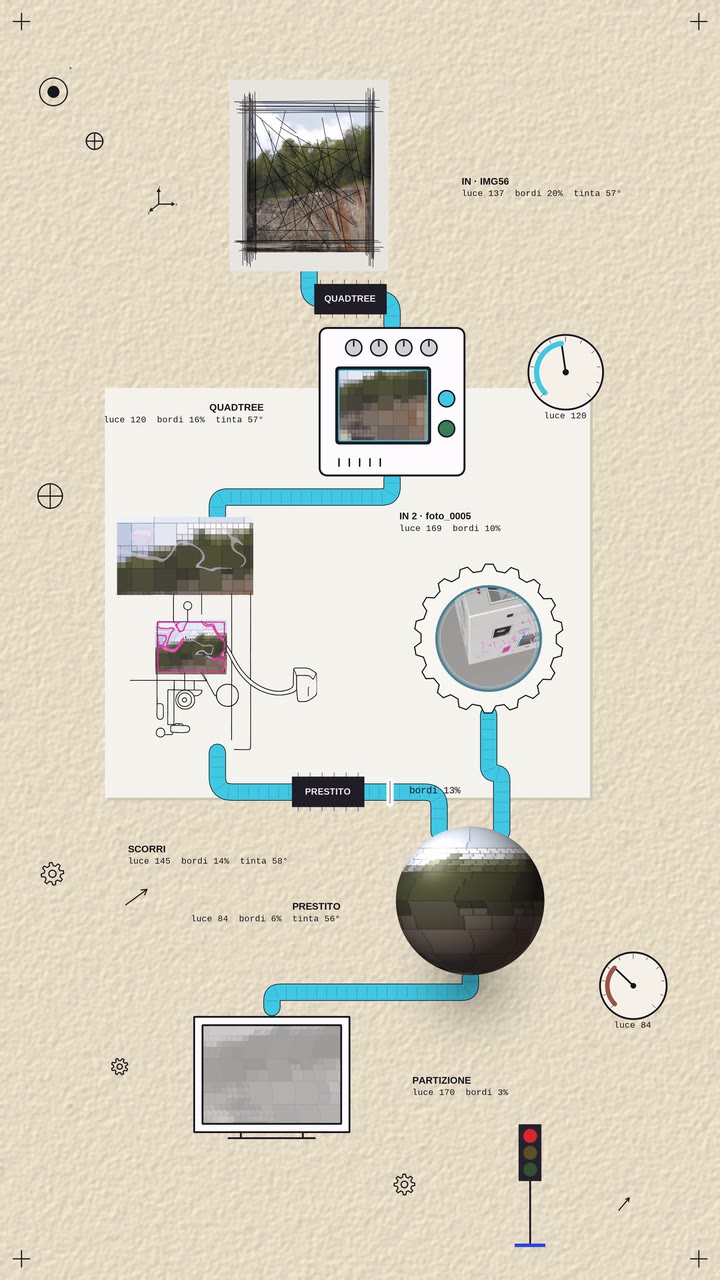 IN · IMG56
luce 137  bordi 20%  tinta 57°
QUADTREE
luce 120
QUADTREE
luce 120  bordi 16%  tinta 57°
IN 2 · foto_0005
luce 169  bordi 10%
PRESTITO
bordi 13%
SCORRI
luce 145  bordi 14%  tinta 58°
PRESTITO
luce 84  bordi 6%  tinta 56°
luce 84
PARTIZIONE
luce 170  bordi 3%